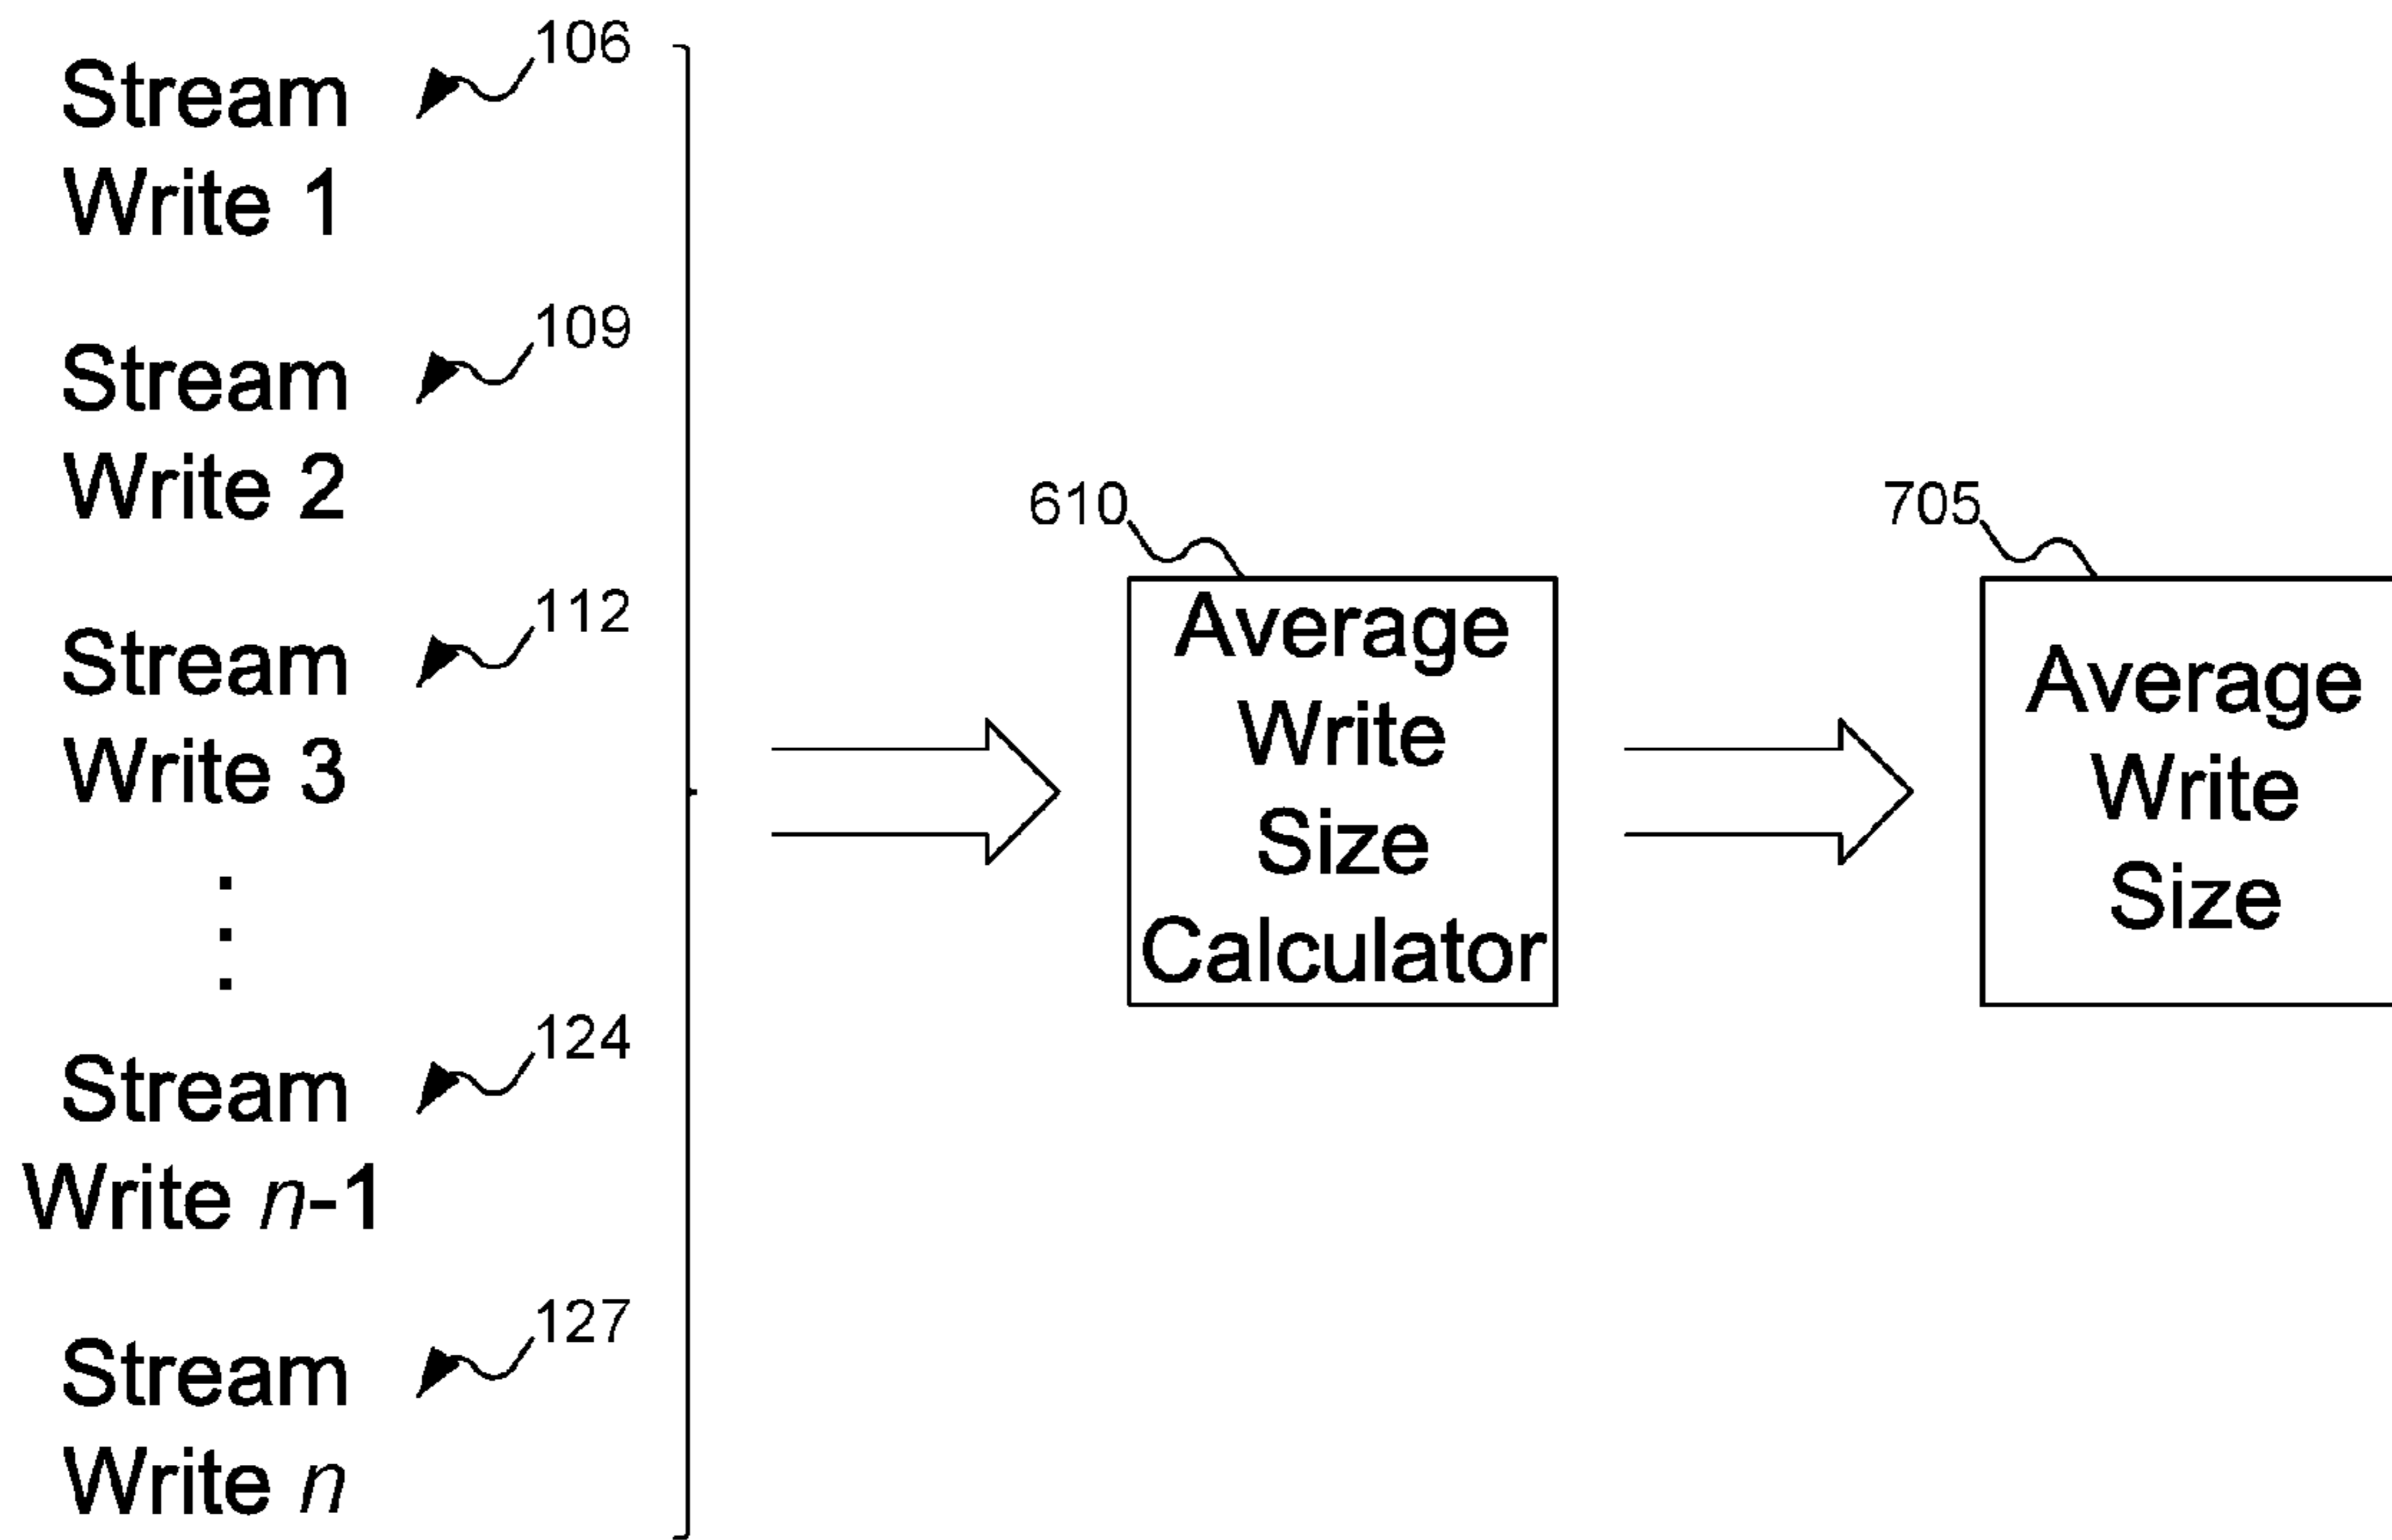 106
Stream
Write 1
109
Stream
Write 2
112
Stream
Write 3
124
Stream
Write n-1
127
Stream
Write n
610
Average
Write
Size
Calculator
705
Average
Write
Size